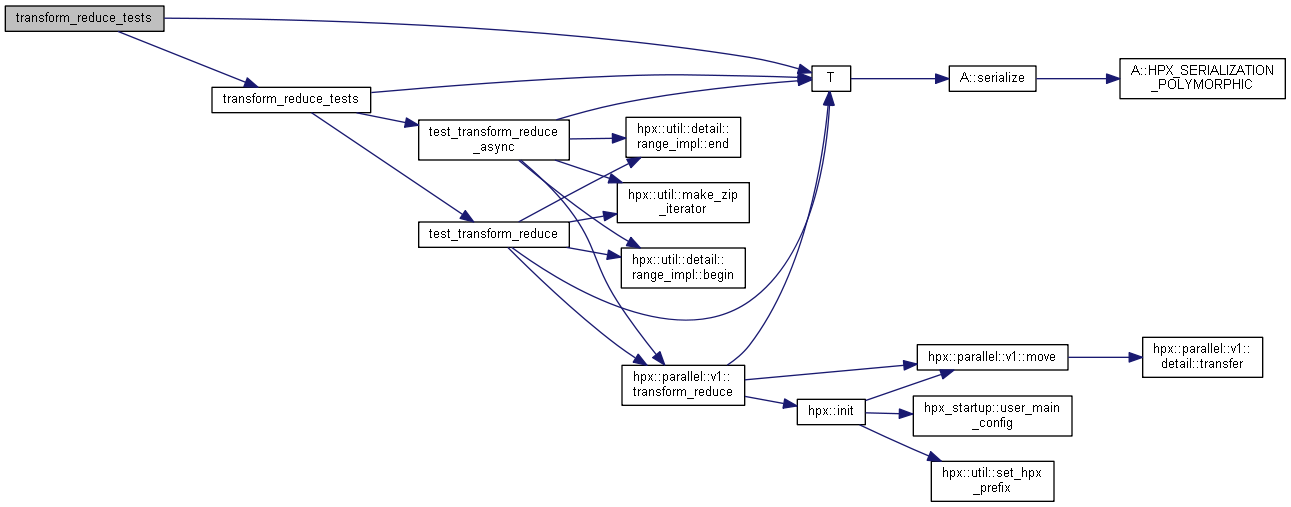 transform_reduce_tests
T
A::serialize
A::HPX_SERIALIZATION
_POLYMORPHIC
transform_reduce_tests
test_transform_reduce
_async
hpx::util::detail::
range_impl::end
hpx::util::make_zip
_iterator
test_transform_reduce
hpx::util::detail::
range_impl::begin
hpx::parallel::v1::
transform_reduce
hpx::parallel::v1::move
hpx::parallel::v1::
detail::transfer
hpx::init
hpx_startup::user_main
_config
hpx::util::set_hpx
_prefix